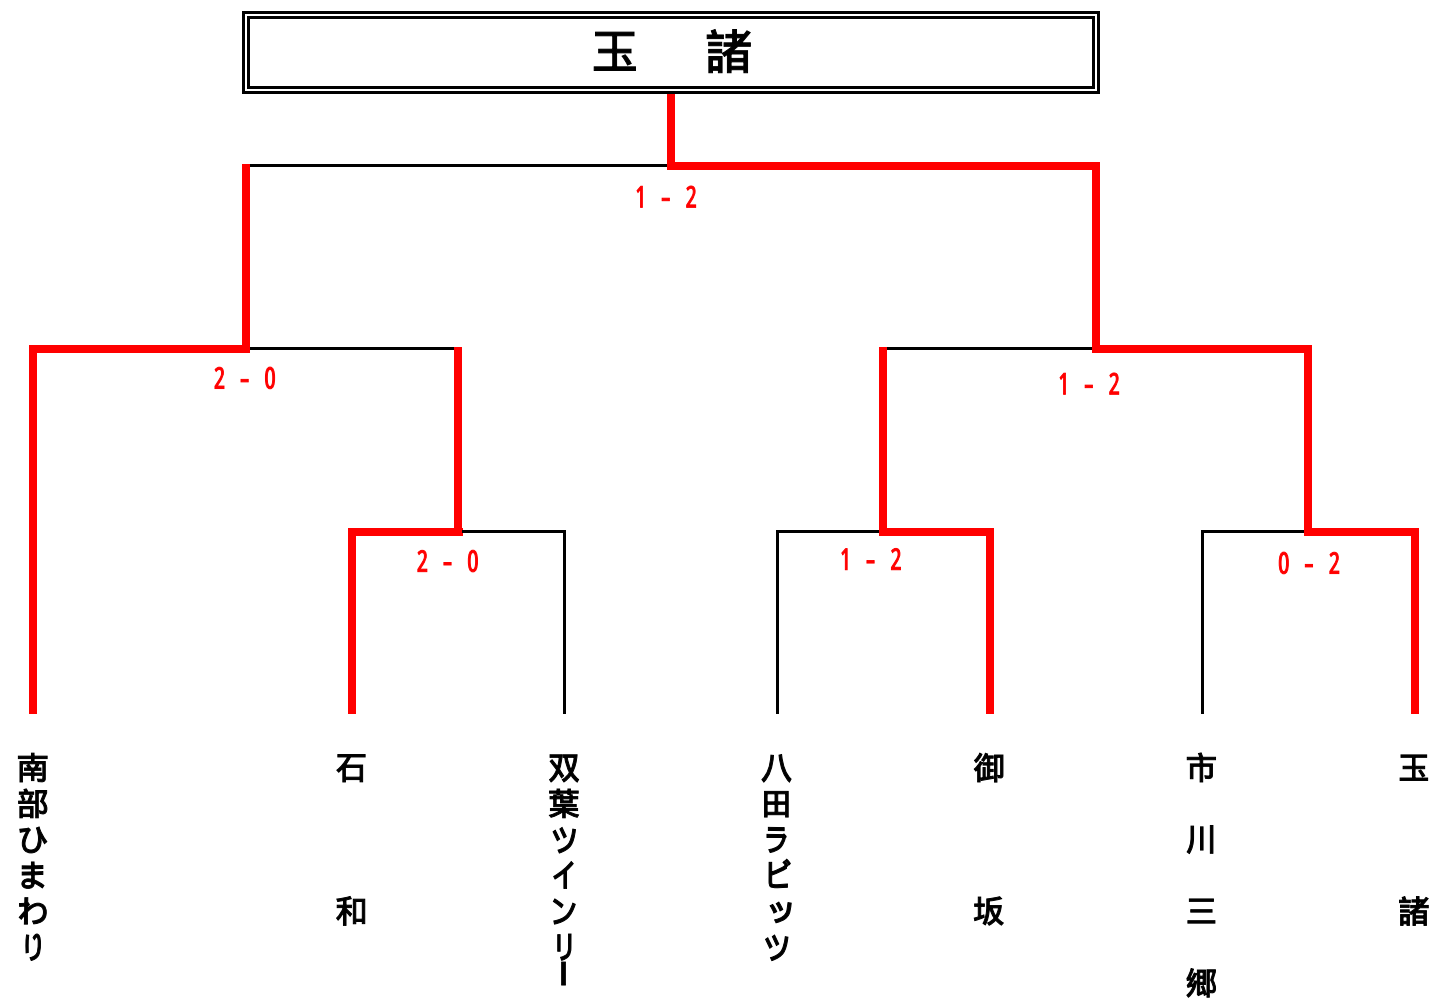 玉　諸
1 - 2
2 - 0
1 - 2
2 - 0
1 - 2
0 - 2
南部ひまわり
石和
双葉ツインリー
八田ラビッツ
御坂
市川三郷
玉諸